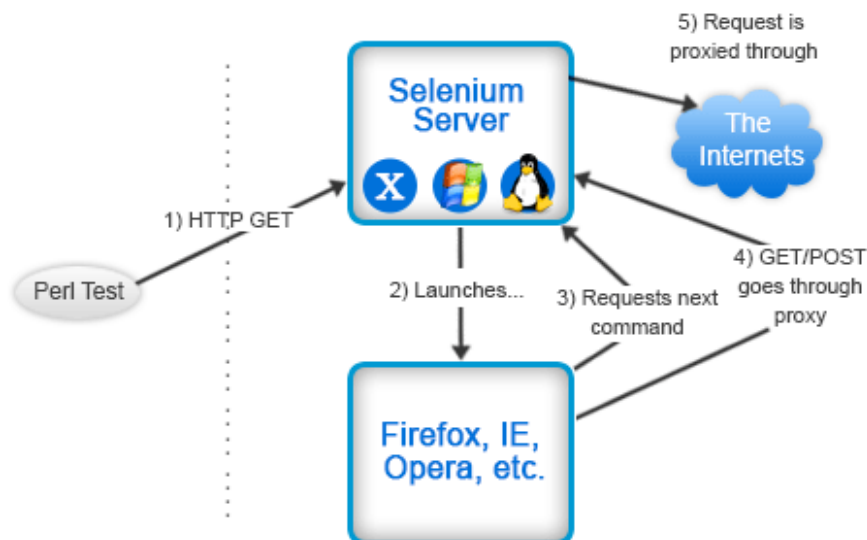 5) Request is
proxied through
Selenium
Server
The
Internets
X
1) HTTP GET
Perl Test
2) Launches...
3) Requests next
command
4) GET/POST
goes through
proxy
Firefox, IE,
Opera, etc.